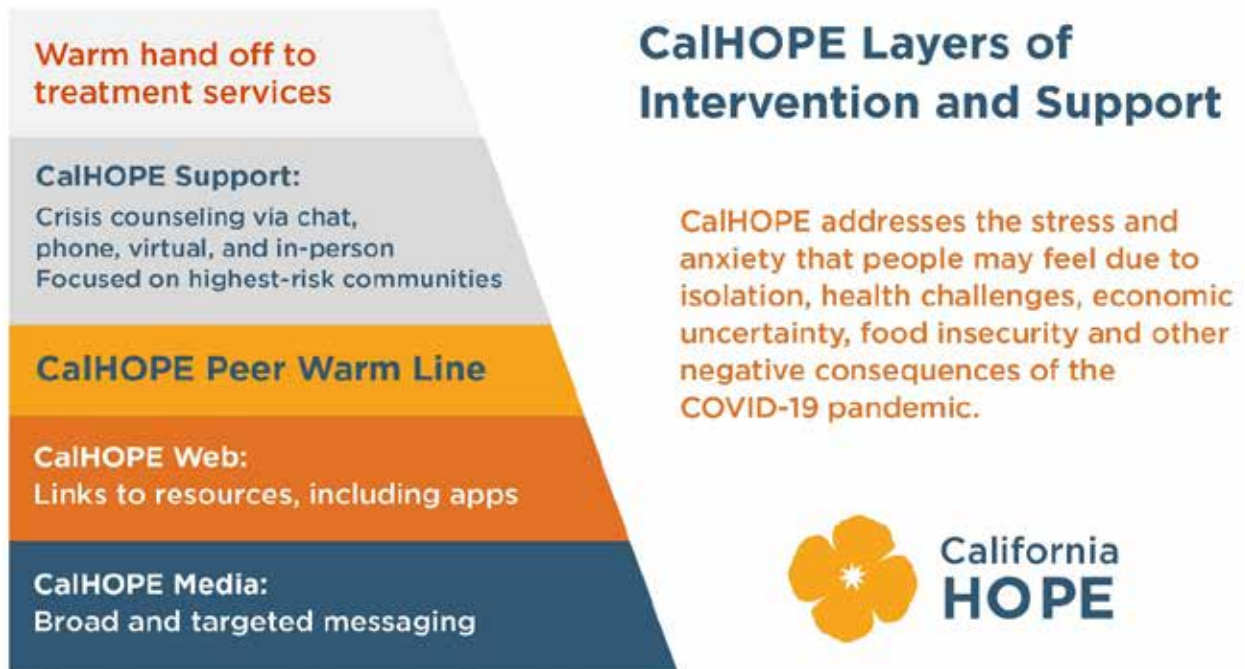 Warm hand off to
treatment services
CalHOPE Support:
Crisis counseling via chat,
phone, virtual, and in-person
Focused on highest-risk communities
CalHOPE Peer Warm Line
CalHOPE Web:
Links to resources, including apps
CalHOPE Media:
Broad and targeted messaging
CalHOPE Layers of
Intervention and Support
CalHOPE addresses the stress and
anxiety that people may feel due to
isolation, health challenges, economic
uncertainty, food insecurity and other
negative consequences of the
COVID-19 pandemic.
California
HOPE